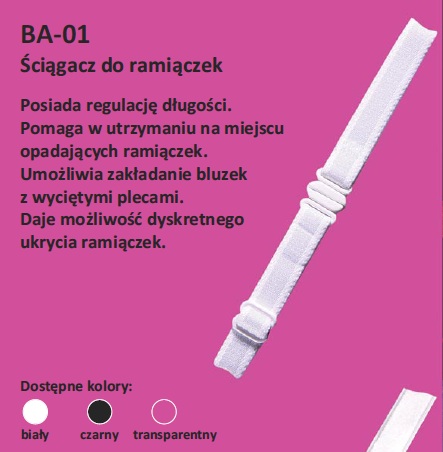 BA-01
Ściągacz do ramiączek
Posiada regulację długości.
Pomaga w utrzymaniu na miejscu
opadających ramiączek.
Umożliwia zakładanie bluzek
z wyciętymi plecami.
Daje możliwość dyskretnego
ukrycia ramiączek.
Dostępne kolory:
biały czarny transparentny